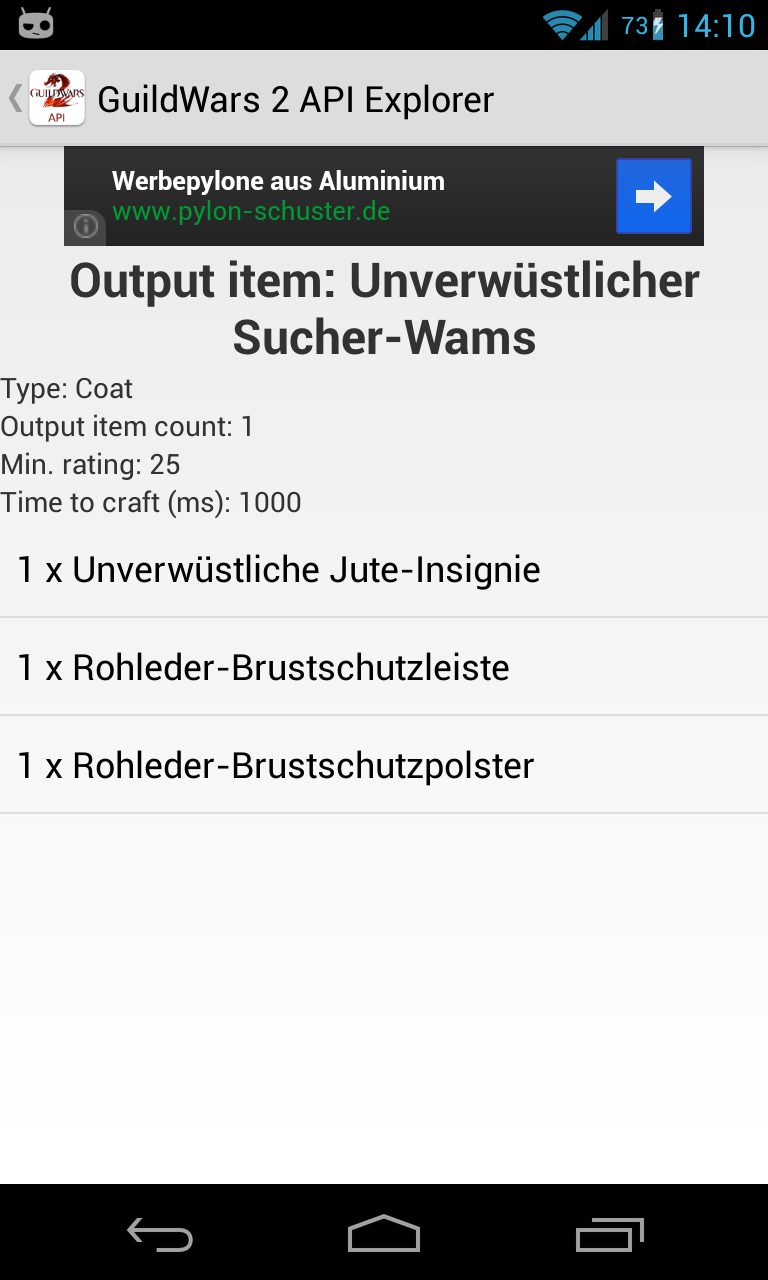 73 14:10
GUILDWARS 2
API
GuildWars 2 API Explorer
Werbepylone aus Aluminium
www.pylon-schuster.de
Output item: Unverwüstlicher
Sucher-Wams
Type: Coat
Output item count: 1
Min. rating: 25
Time to craft (ms): 1000
1 x Unverwüstliche Jute-Insignie
1 x Rohleder-Brustschutzleiste
1 x Rohleder-Brustschutzpolster